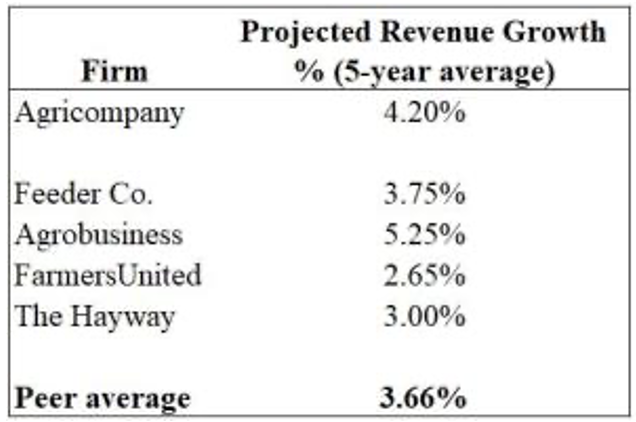 Firm Projected Revenue Growth % (5-year average)
Agricompany 4.20%
Feeder Co. 3.75%
Agrobusiness 5.25%
FarmersUnited 2.65%
The Hayway 3.00%
Peer average 3.66%